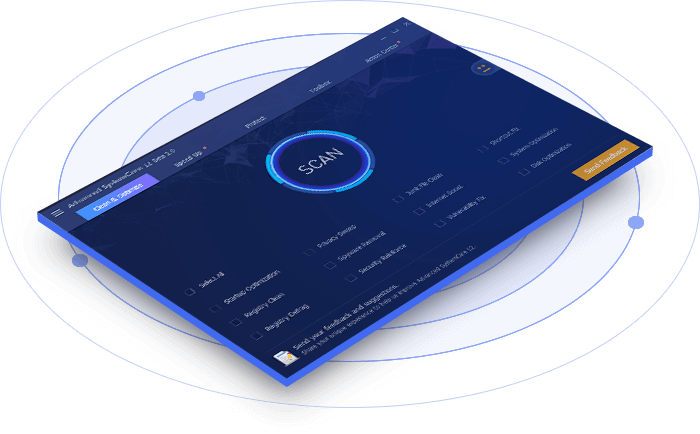 Advanced SystemCare 12 Beta 2.0
Clean & Optimize
Speed Up
Protect
Toolbox
Action Center
SCAN
Select All
Startup Optimization
Registry Clean
Registry Defrag
Privacy Sweep
Spyware Removal
Security Reinforce
Junk File Clean
Internet Boost
Vulnerability Fix
Shortcut Fix
System Optimization
Disk Optimization
Send your feedback and suggestions.
Share your unique experience to help us improve Advanced SystemCare 12.
Send Feedback